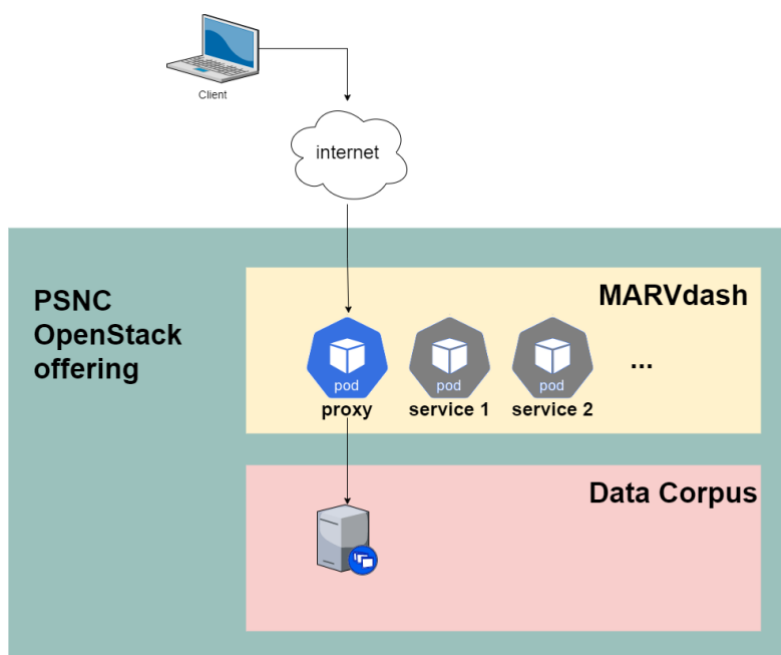 Client
internet
PSNC
OpenStack
offering
MARVdash
pod
pod
pod
...
proxy
service 1
service 2
Data Corpus